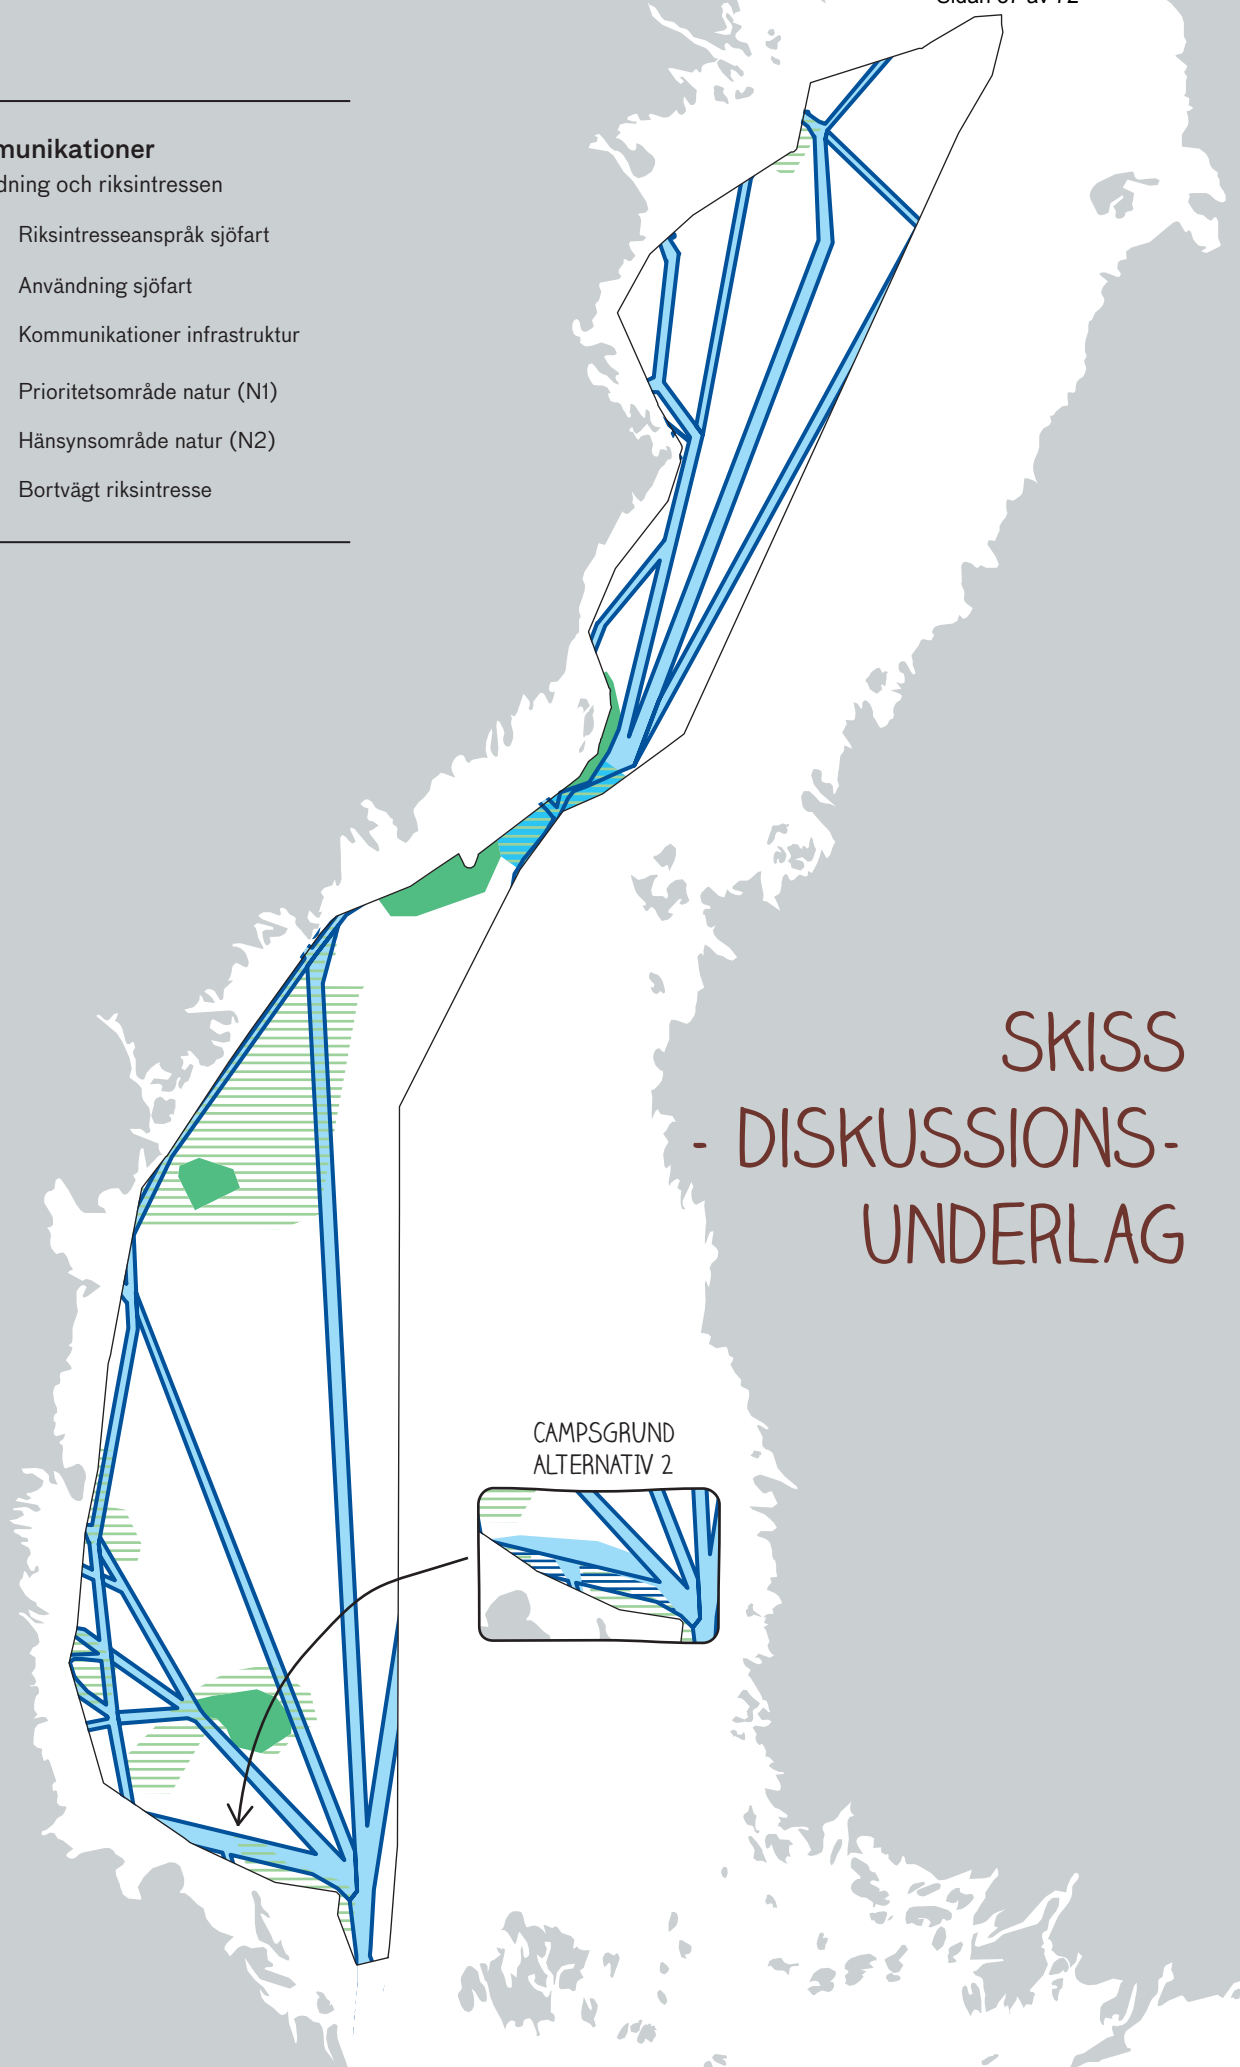 munikationer
dning och riksintressen
Riksintresseanspråk sjöfart
Användning sjöfart
Kommunikationer infrastruktur
Prioritetsområde natur (N1)
Hänsynsområde natur (N2)
Bortvägt riksintresse
SKISS
- DISKUSSIONS-
UNDERLAG
CAMPSGRUND
ALTERNATIV 2